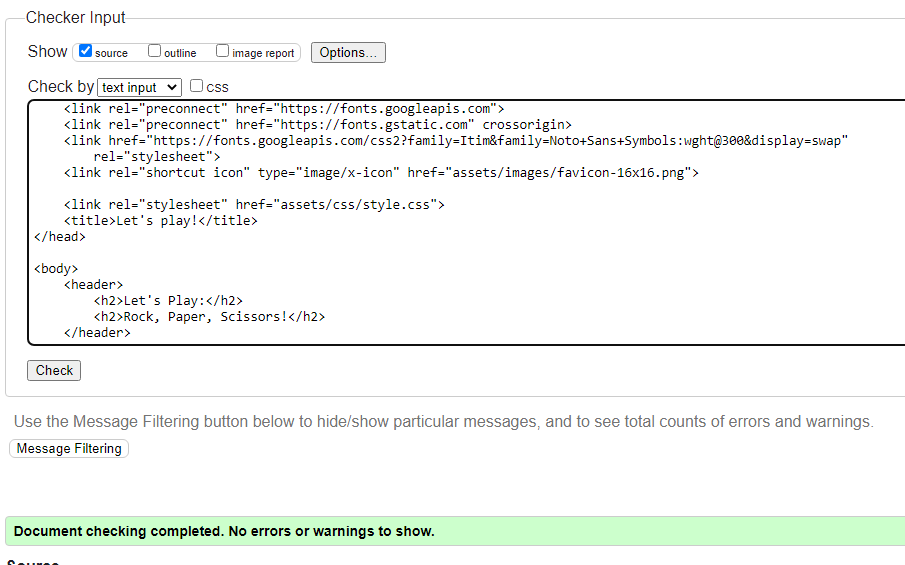 Checker Input
Show source outline image report Options...
Check by text input css
<link rel="preconnect" href="https://fonts.googleapis.com">
<link rel="preconnect" href="https://fonts.gstatic.com" crossorigin>
<link href="https://fonts.googleapis.com/css2?family=Itim&family=Noto+Sans+Symbols:wght@300&display=swap"
rel="stylesheet">
<link rel="shortcut icon" type="image/x-icon" href="assets/images/favicon-16x16.png">
<link rel="stylesheet" href="assets/css/style.css">
<title>Let's play!</title>
</head>
<body>
<header>
<h2>Let's Play:</h2>
<h2>Rock, Paper, Scissors!</h2>
</header>
Check
Use the Message Filtering button below to hide/show particular messages, and to see total counts of errors and warnings.
Message Filtering
Document checking completed. No errors or warnings to show.
Source